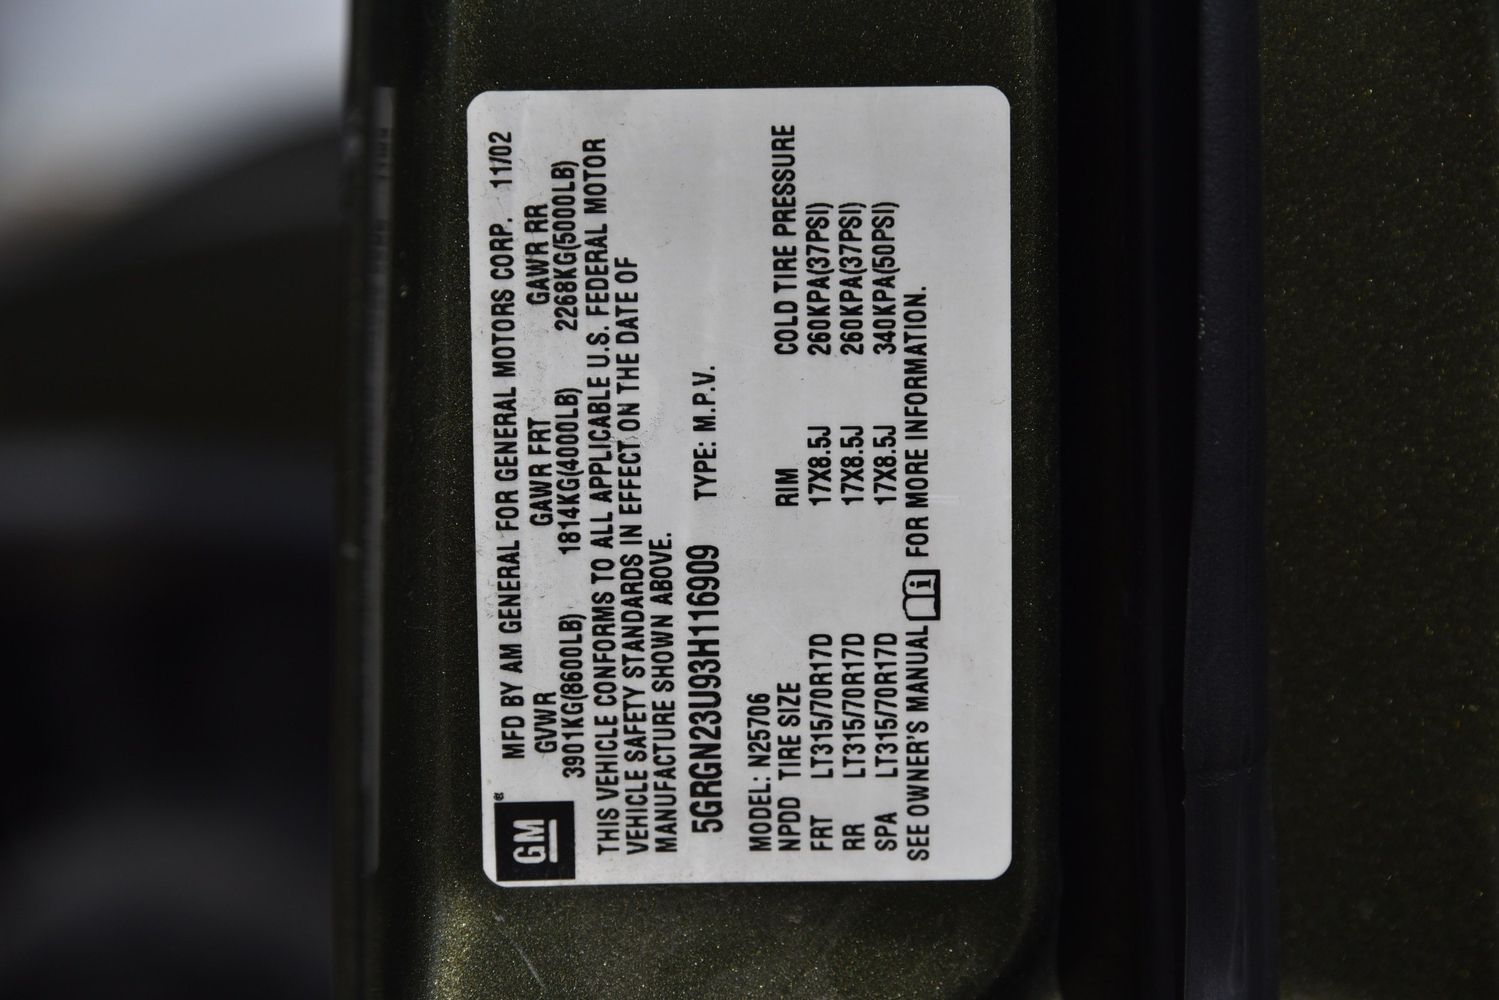 GM®
MFD BY AM GENERAL FOR GENERAL MOTORS CORP. 11/02
GVWR GAWR FRT GAWR RR
3901KG(8600LB) 1814KG(4000LB) 2268KG(5000LB)
THIS VEHICLE CONFORMS TO ALL APPLICABLE U.S. FEDERAL MOTOR
VEHICLE SAFETY STANDARDS IN EFFECT ON THE DATE OF
MANUFACTURE SHOWN ABOVE.
5GRGN23U93H116909 TYPE: M.P.V.
MODEL: N25706
NPDD TIRE SIZE RIM COLD TIRE PRESSURE
FRT LT315/70R17D 17X8.5J 260KPA(37PSI)
RR LT315/70R17D 17X8.5J 260KPA(37PSI)
SPA LT315/70R17D 17X8.5J 340KPA(50PSI)
SEE OWNER'S MANUAL i FOR MORE INFORMATION.